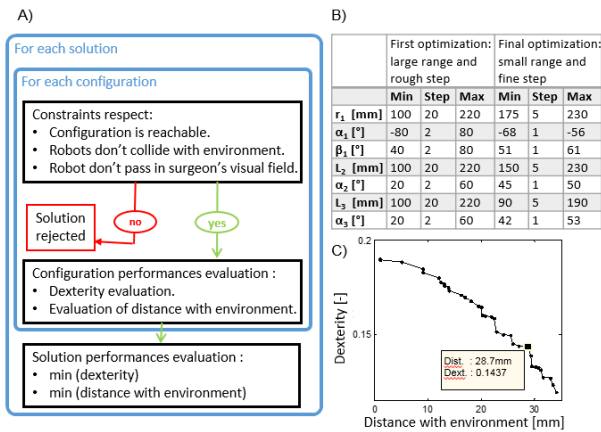 A)
For each solution
For each configuration
Constraints respect:
• Configuration is reachable.
• Robots don't collide with environment.
• Robot don't pass in surgeon's visual field.
no
yes
Solution
rejected
Configuration performances evaluation :
• Dexterity evaluation.
• Evaluation of distance with environment.
Solution performances evaluation :
• min (dexterity)
• min (distance with environment)
B)
First optimization: large range and rough step | Final optimization: small range and fine step
Min Step Max Min Step Max
r1 [mm] 100 20 220 175 5 230
α1 [°] -80 2 80 -68 1 -56
β1 [°] 40 2 80 51 1 61
L2 [mm] 100 20 220 150 5 230
α2 [°] 20 2 60 45 1 50
L3 [mm] 100 20 220 90 5 190
α3 [°] 20 2 60 42 1 53
C)
0.2
0.15
Dexterity [-]
Dist. : 28.7mm
Dext. : 0.1437
0 10 20 30
Distance with environment [mm]